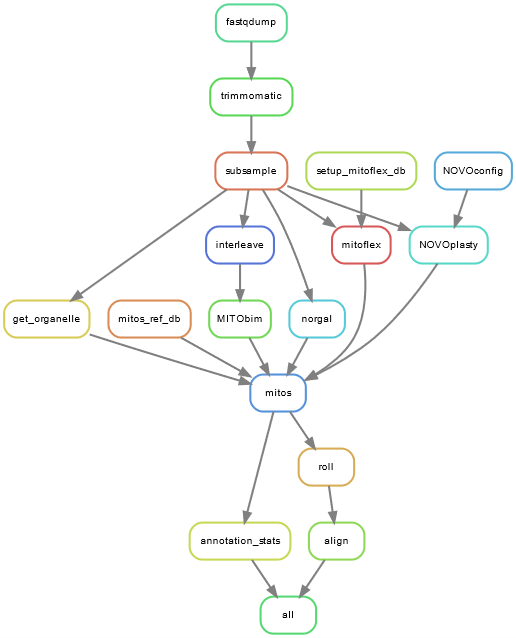 fastqdump
trimmomatic
subsample
setup_mitoflex_db
NOVOconfig
interleave
mitoflex
NOVOplasty
get_organelle
mitos_ref_db
MITObim
norgal
mitos
roll
annotation_stats
align
all